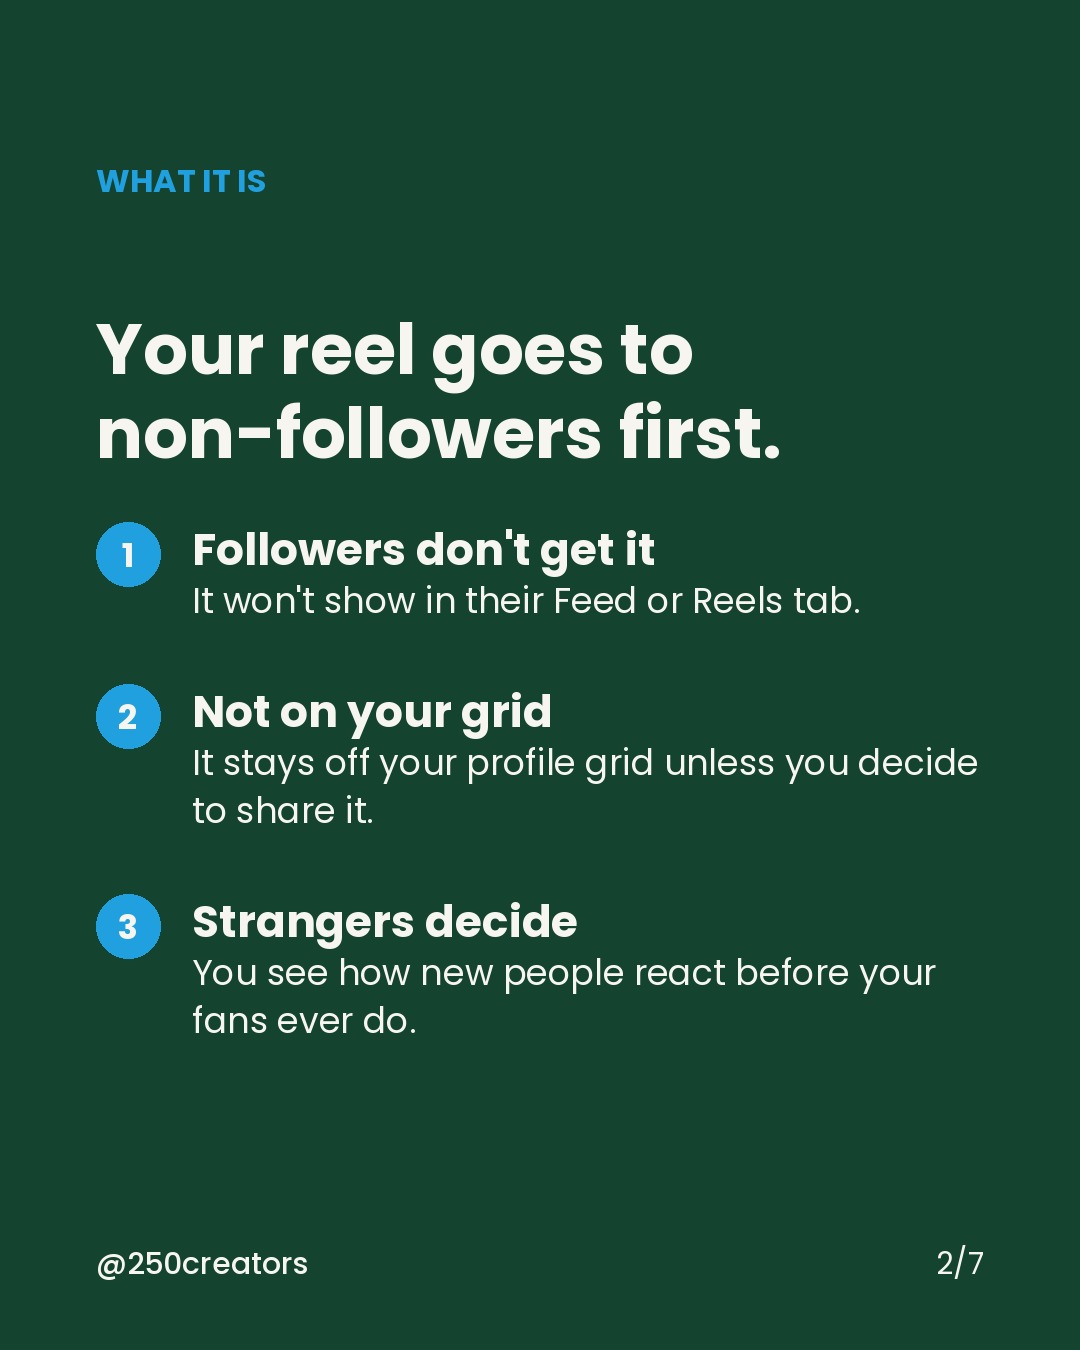 WHAT IT IS
Your reel goes to
non-followers first.
1
Followers don't get it
It won't show in their Feed or Reels tab.
2
Not on your grid
It stays off your profile grid unless you decide
to share it.
3
Strangers decide
You see how new people react before your
fans ever do.
@250creators
2/7